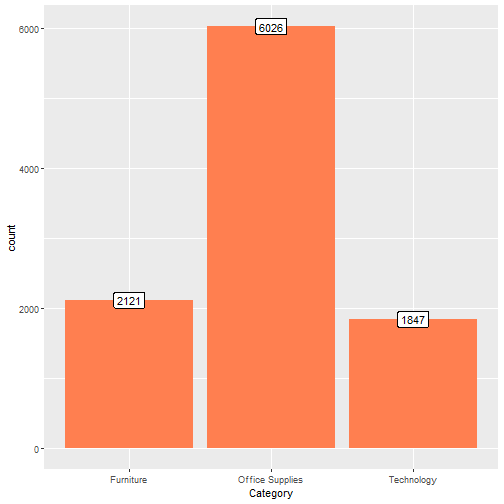 6000
6026
4000
count
2000
2121
1847
0
Furniture
Office Supplies
Technology
Category